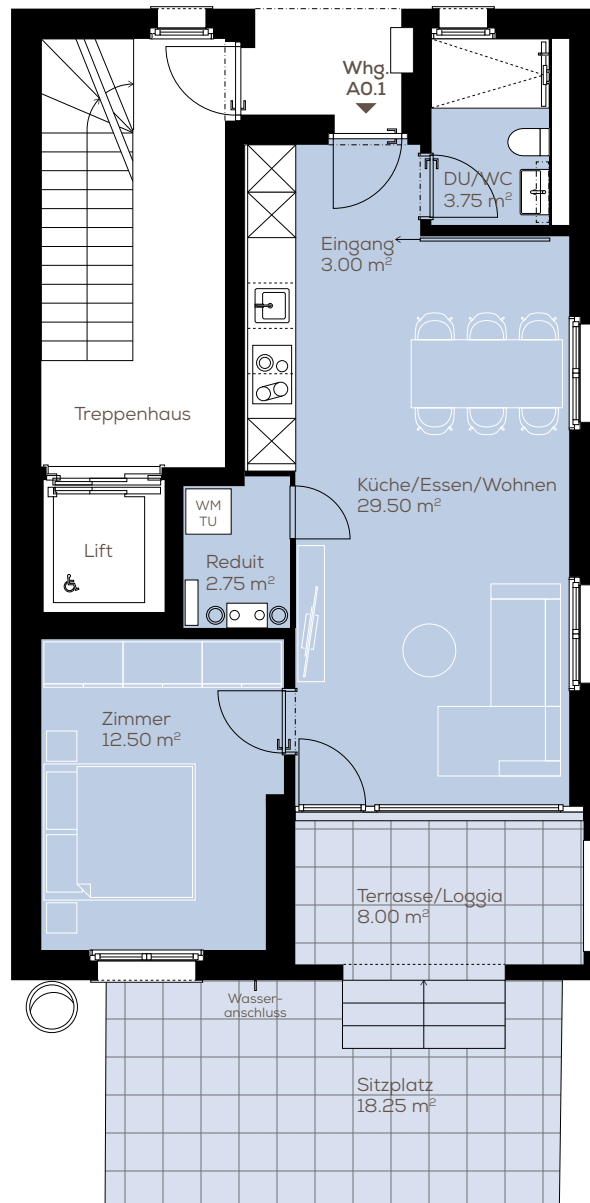 Whg.
A0.1
DU/WC
3.75 m²
Eingang
3.00 m²
Treppenhaus
Küche/Essen/Wohnen
29.50 m²
WM
TU
Lift
Reduit
2.75 m²
Zimmer
12.50 m²
Terrasse/Loggia
8.00 m²
Wasser-
anschluss
Sitzplatz
18.25 m²